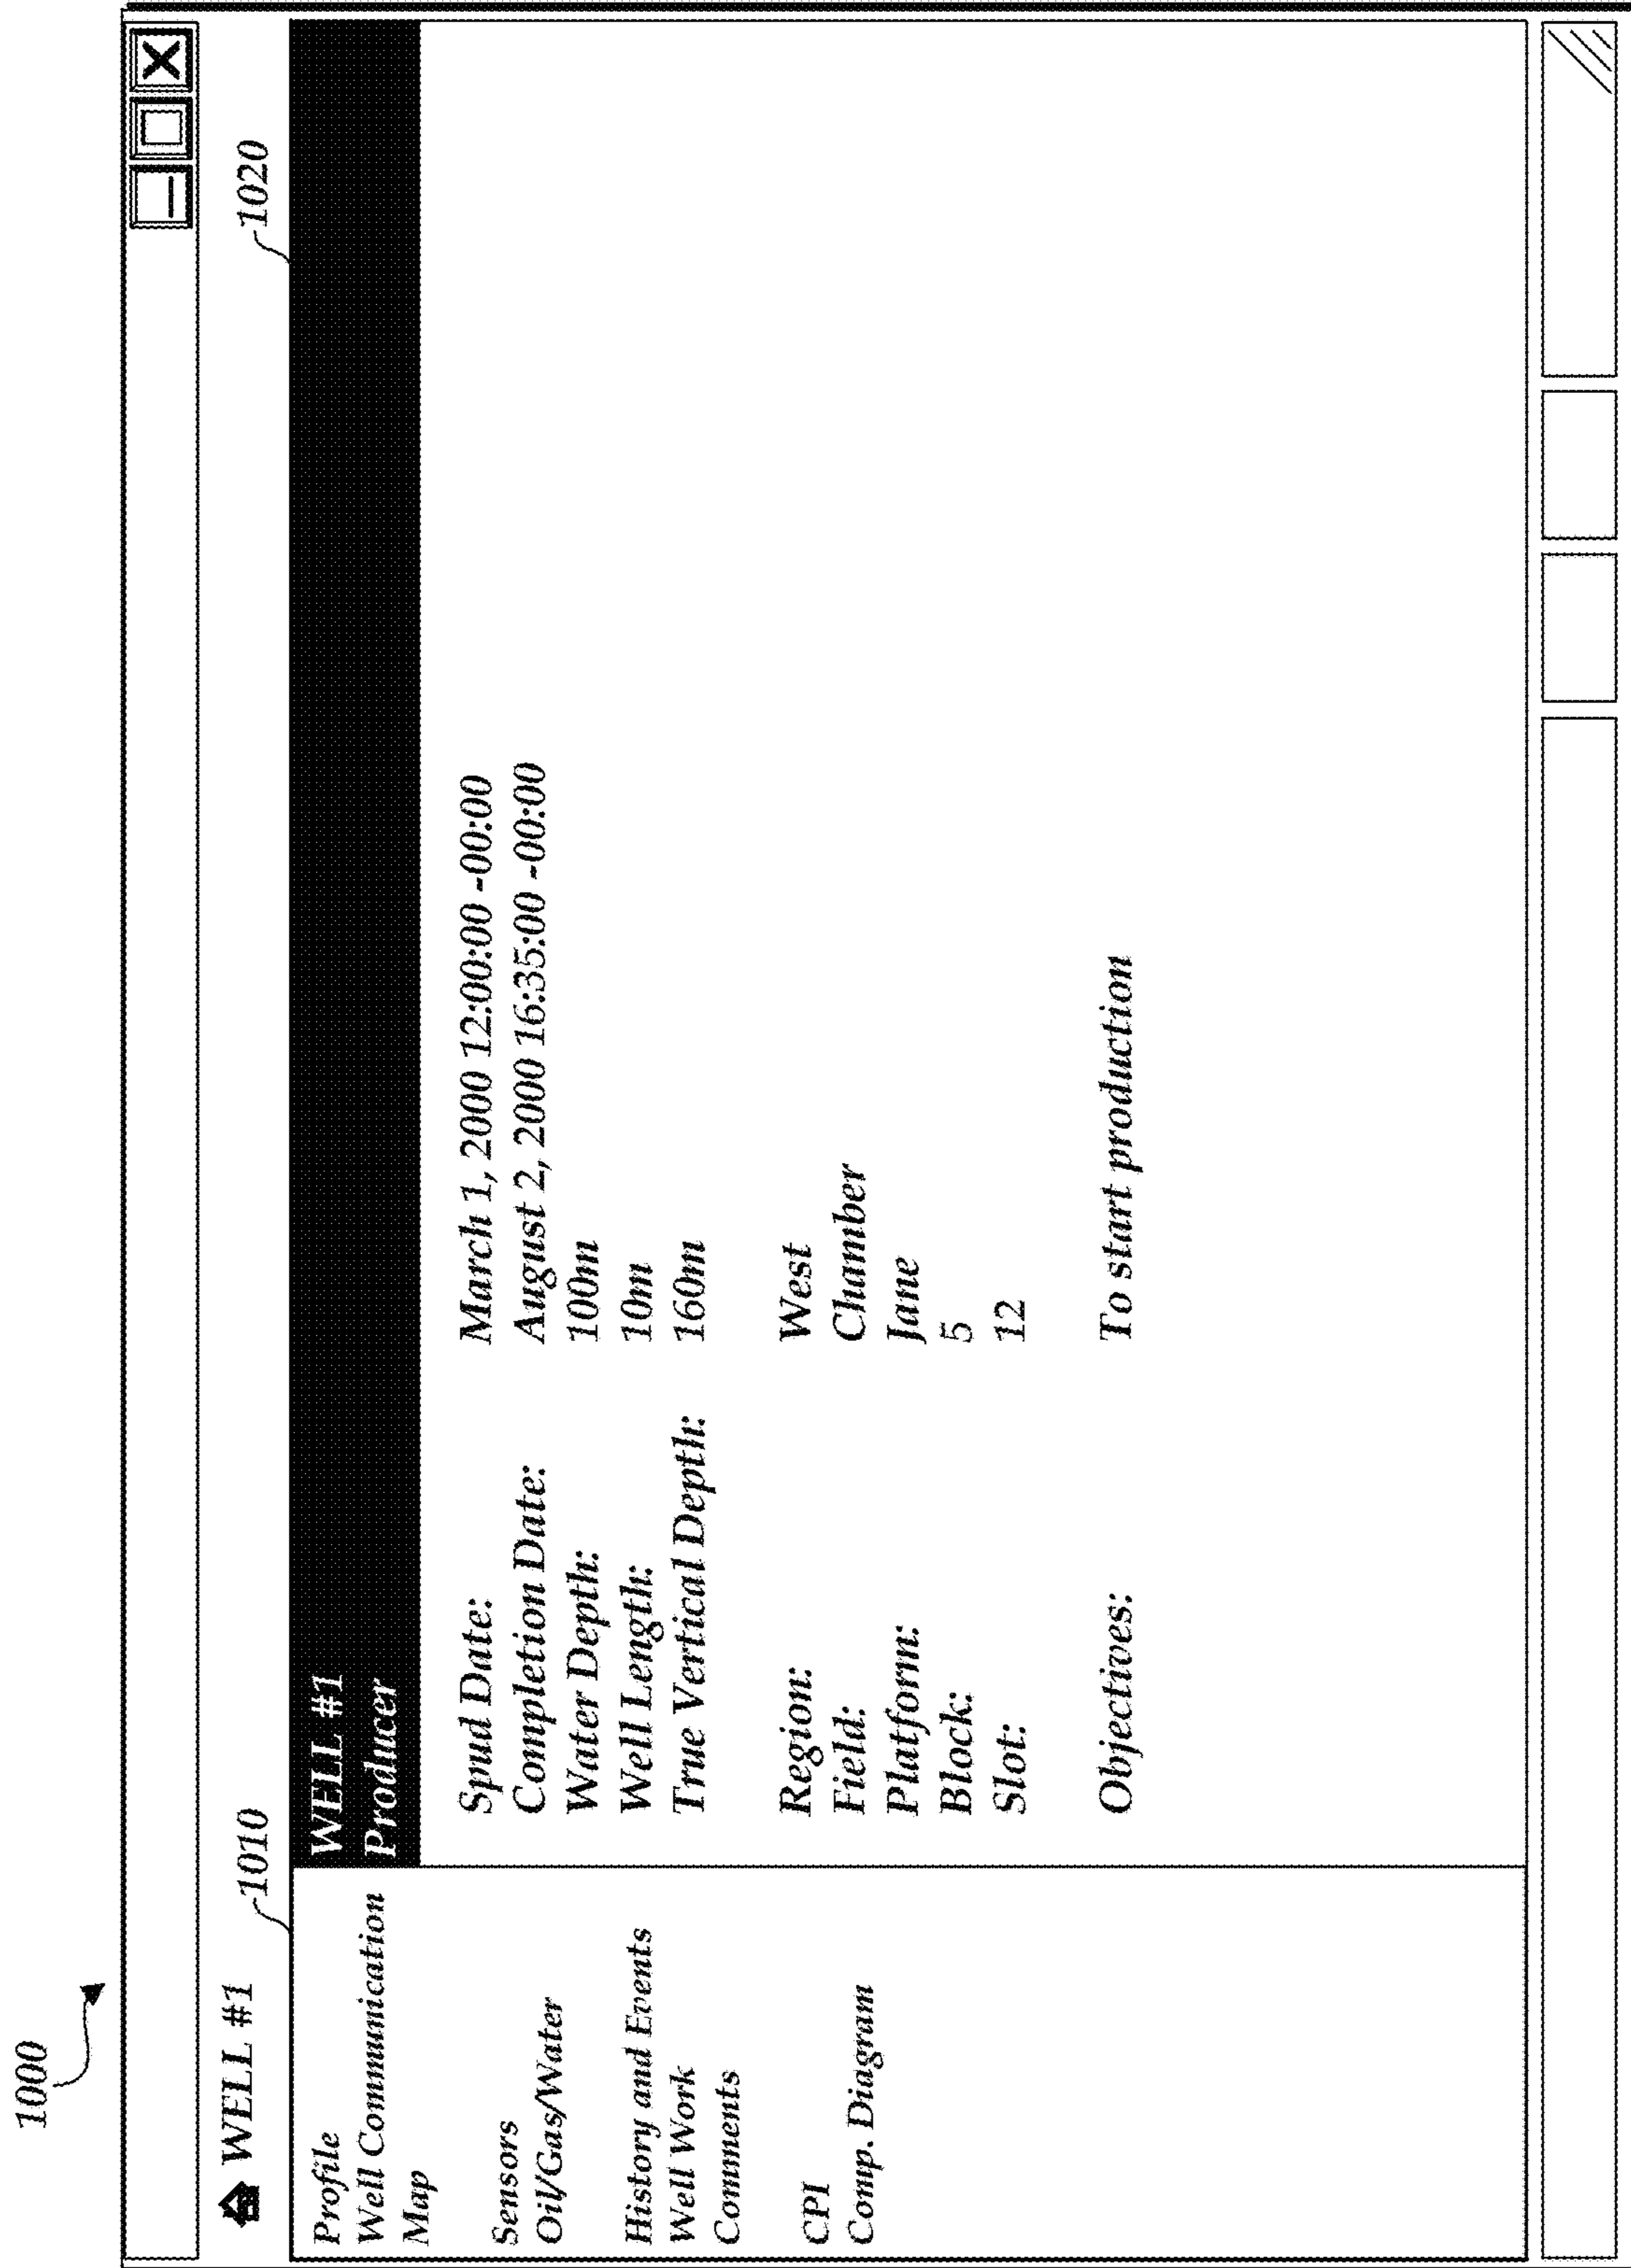 1000
WELL #1
1010
1020
Profile
Well Communication
Map
Sensors
Oil/Gas/Water
History and Events
Well Work
Comments
CPI
Comp. Diagram
WELL #1
Producer
Spud Date: March 1, 2000 12:00:00 -00:00
Completion Date: August 2, 2000 16:35:00 -00:00
Water Depth: 100m
Well Length: 10m
True Vertical Depth: 160m
Region: West
Field: Chamber
Platform: Jane
Block: 5
Slot: 12
Objectives: To start production